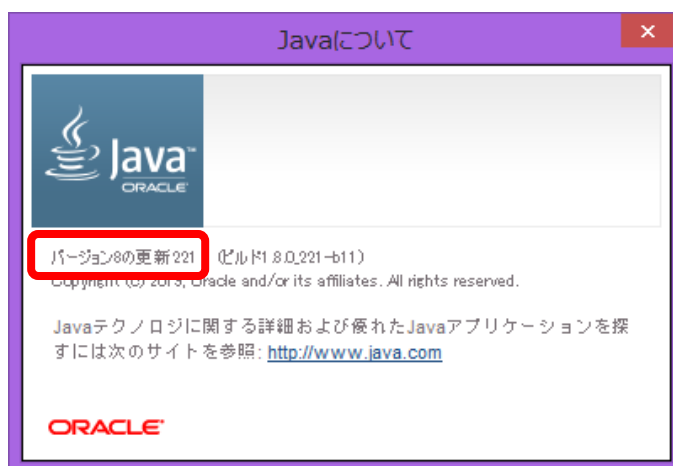 Javaについて
Java™
ORACLE
バージョン8の更新221 (ビルド1.8.0_221-b11)
Copyright (c) 2019, Oracle and/or its affiliates. All rights reserved.
Javaテクノロジに関する詳細および優れたJavaアプリケーションを探
すには次のサイトを参照: http://www.java.com
ORACLE